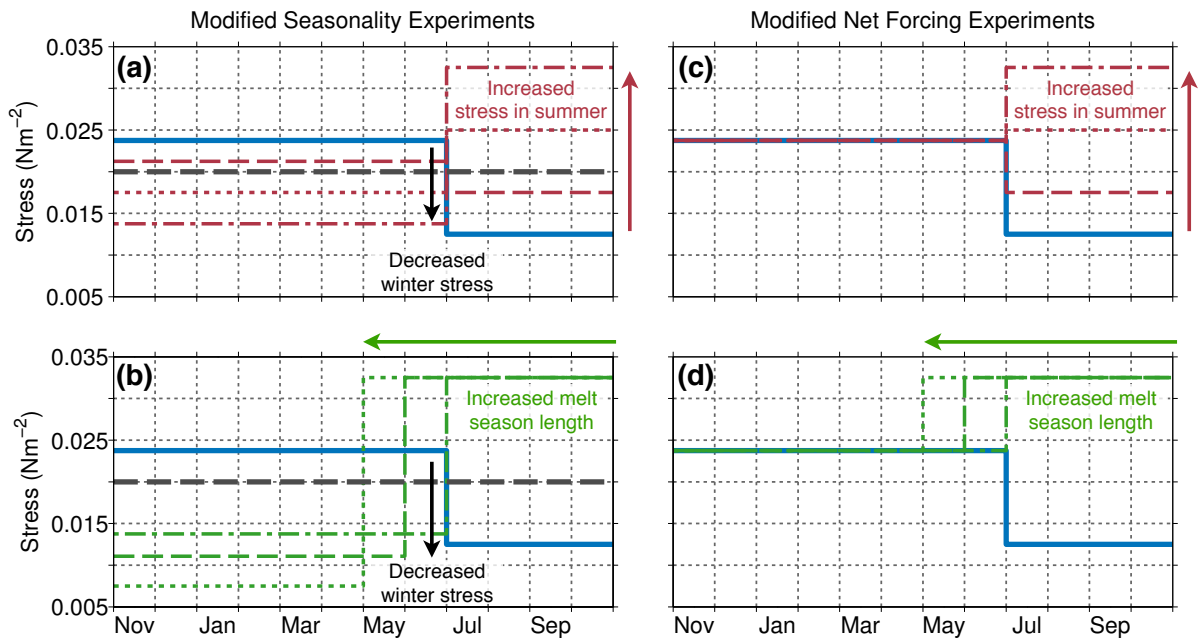 Modified Seasonality Experiments
Modified Net Forcing Experiments
0.035
0.025
0.015
0.005
Stress (Nm−2)
(a)
Increased
stress in summer
Decreased
winter stress
(c)
Increased
stress in summer
0.035
0.025
0.015
0.005
Stress (Nm−2)
(b)
Increased melt
season length
Decreased
winter stress
(d)
Increased melt
season length
Nov Jan Mar May Jul Sep
Nov Jan Mar May Jul Sep